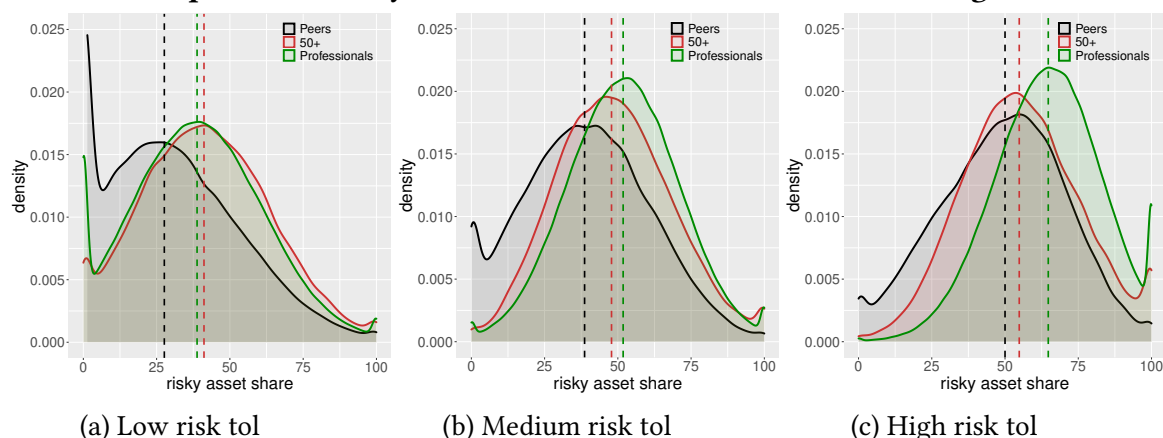 Peers
50+
Professionals
0.025
0.020
0.015
0.010
0.005
0.000
density
0
25
50
75
100
risky asset share
(a) Low risk tol
Peers
50+
Professionals
0.025
0.020
0.015
0.010
0.005
0.000
density
0
25
50
75
100
risky asset share
(b) Medium risk tol
Peers
50+
Professionals
0.025
0.020
0.015
0.010
0.005
0.000
density
0
25
50
75
100
risky asset share
(c) High risk tol